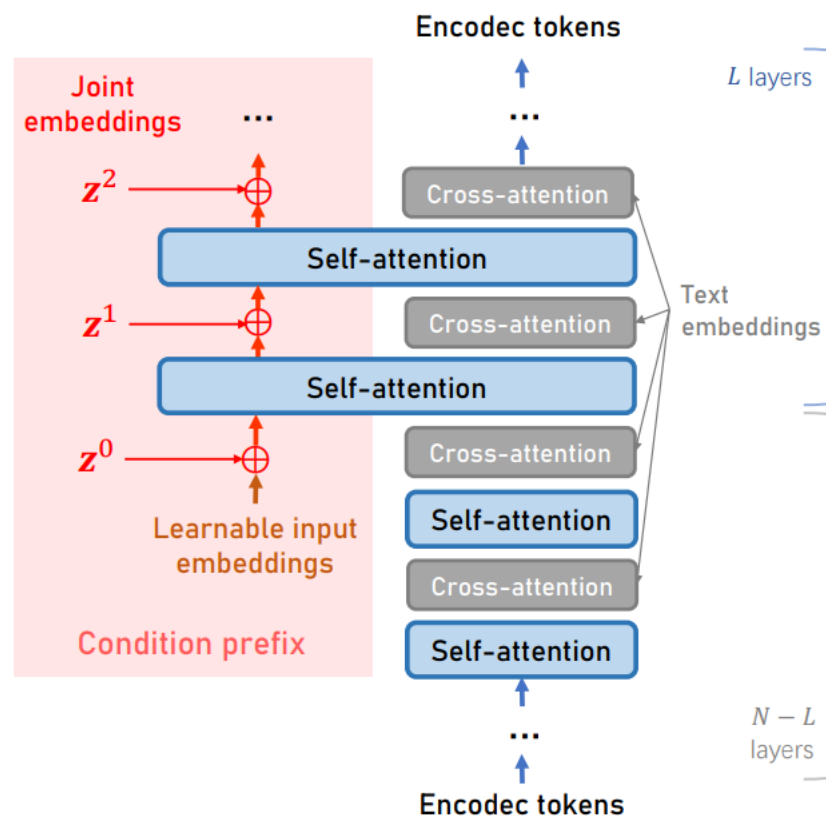 Encodec tokens
L layers
Joint
embeddings
...
...
z²
Cross-attention
Self-attention
Text
embeddings
z¹
Cross-attention
Self-attention
z⁰
Cross-attention
Learnable input
embeddings
Self-attention
Cross-attention
Condition prefix
Self-attention
N − L
layers
...
Encodec tokens